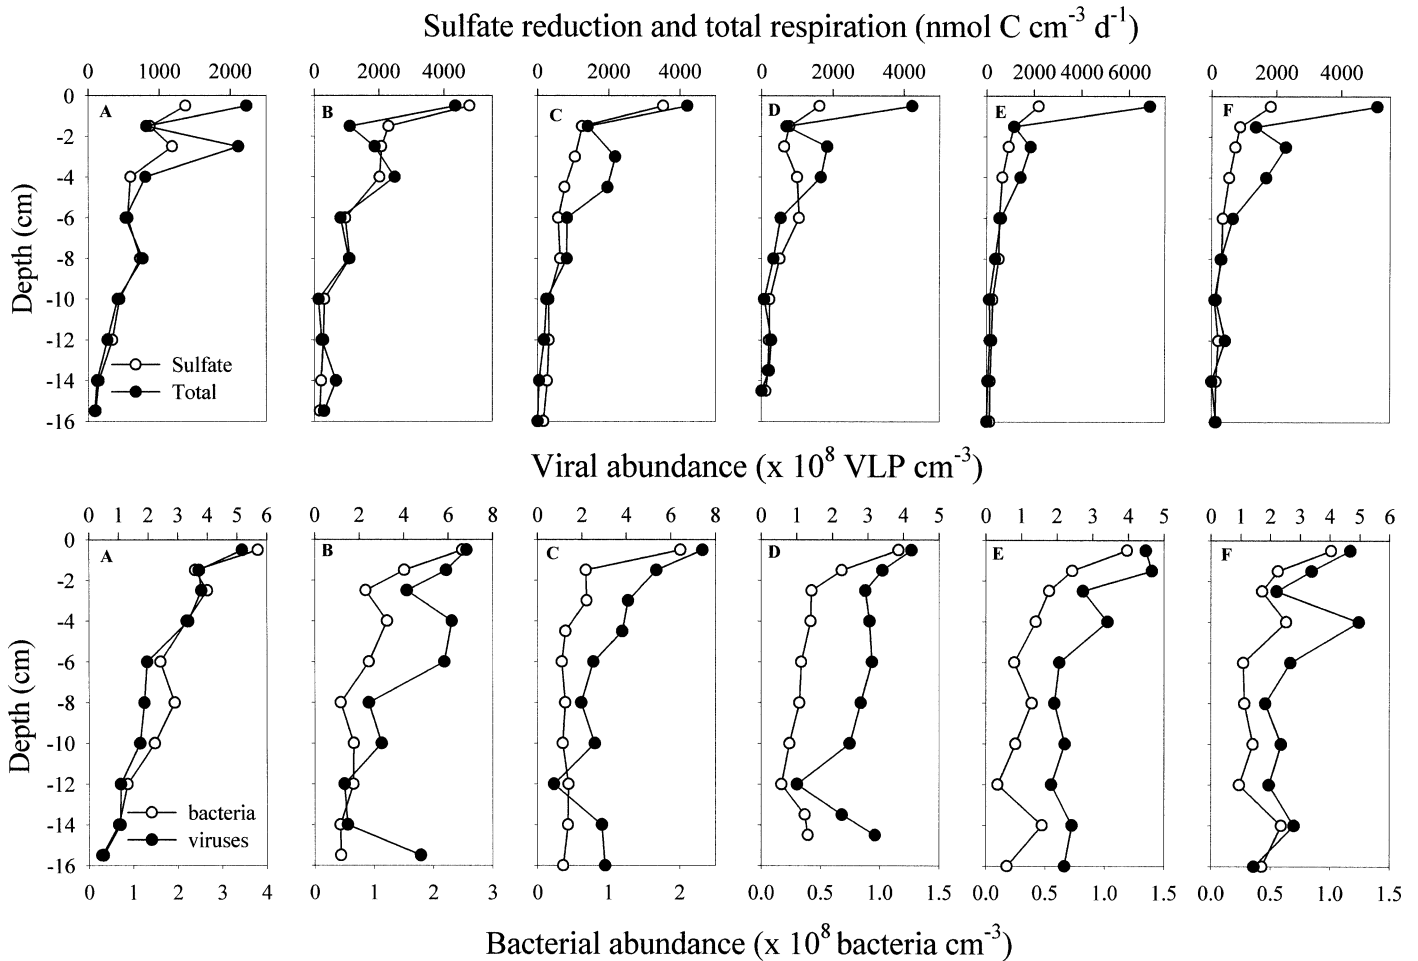 Sulfate reduction and total respiration (nmol C cm-3 d-1)
0 1000 2000 0 2000 4000 0 2000 4000 0 2000 4000 0 2000 4000 6000 0 2000 4000
A B C D E F
0
-2
-4
-6
-8
-10
-12
-14
-16
Depth (cm)
Sulfate
Total
Viral abundance (x 10^8 VLP cm-3)
0 1 2 3 4 5 6 0 2 4 6 8 0 2 4 6 8 0 1 2 3 4 5 0 1 2 3 4 5 0 1 2 3 4 5 6
A B C D E F
0
-2
-4
-6
-8
-10
-12
-14
-16
Depth (cm)
bacteria
viruses
0 1 2 3 0 1 2 3 0 1 2 0.0 0.5 1.0 1.5 0.0 0.5 1.0 1.5 0.0 0.5 1.0 1.5
Bacterial abundance (x 10^8 bacteria cm-3)